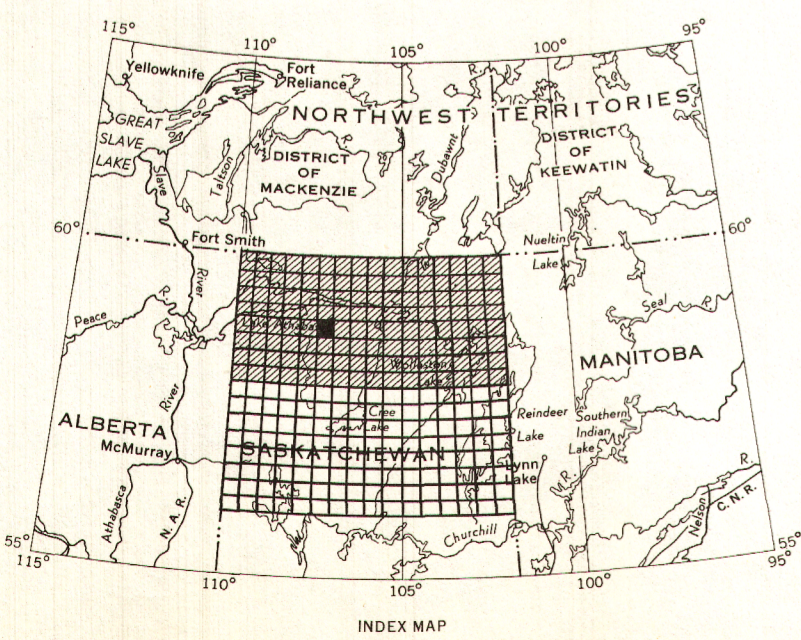 115°
110°
105°
100°
95°
Yellowknife
Fort
Reliance
R.
NORTHWEST TERRITORIES
GREAT
SLAVE
LAKE
Slave
Taltson
R.
DISTRICT
OF
MACKENZIE
Dubawnt
DISTRICT
OF
KEEWATIN
60°
Fort Smith
Nueltin
Lake
60°
River
Peace
R.
Lake Athabasca
Seal R.
Wollaston
Lake
MANITOBA
River
Cree
Lake
Reindeer
Lake
Southern
Indian
Lake
ALBERTA
McMurray
SASKATCHEWAN
Lynn
Lake
R.
R.
Athabasca
N. A. R.
Nelson
C.N.R.
Churchill
55°
115°
110°
105°
100°
55°
95°
INDEX MAP